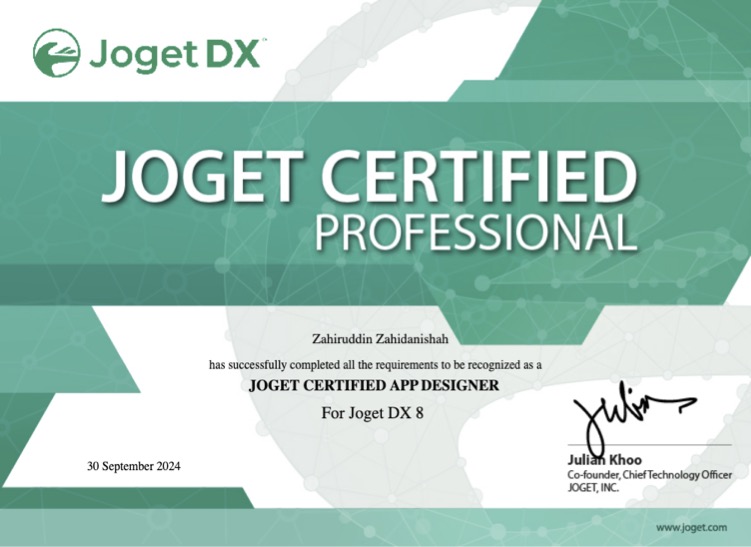 Joget DX™
JOGET CERTIFIED
PROFESSIONAL
Zahiruddin Zahidanishah
has successfully completed all the requirements to be recognized as a
JOGET CERTIFIED APP DESIGNER
For Joget DX 8
30 September 2024
Julian Khoo
Co-founder, Chief Technology Officer
JOGET, INC.
www.joget.com